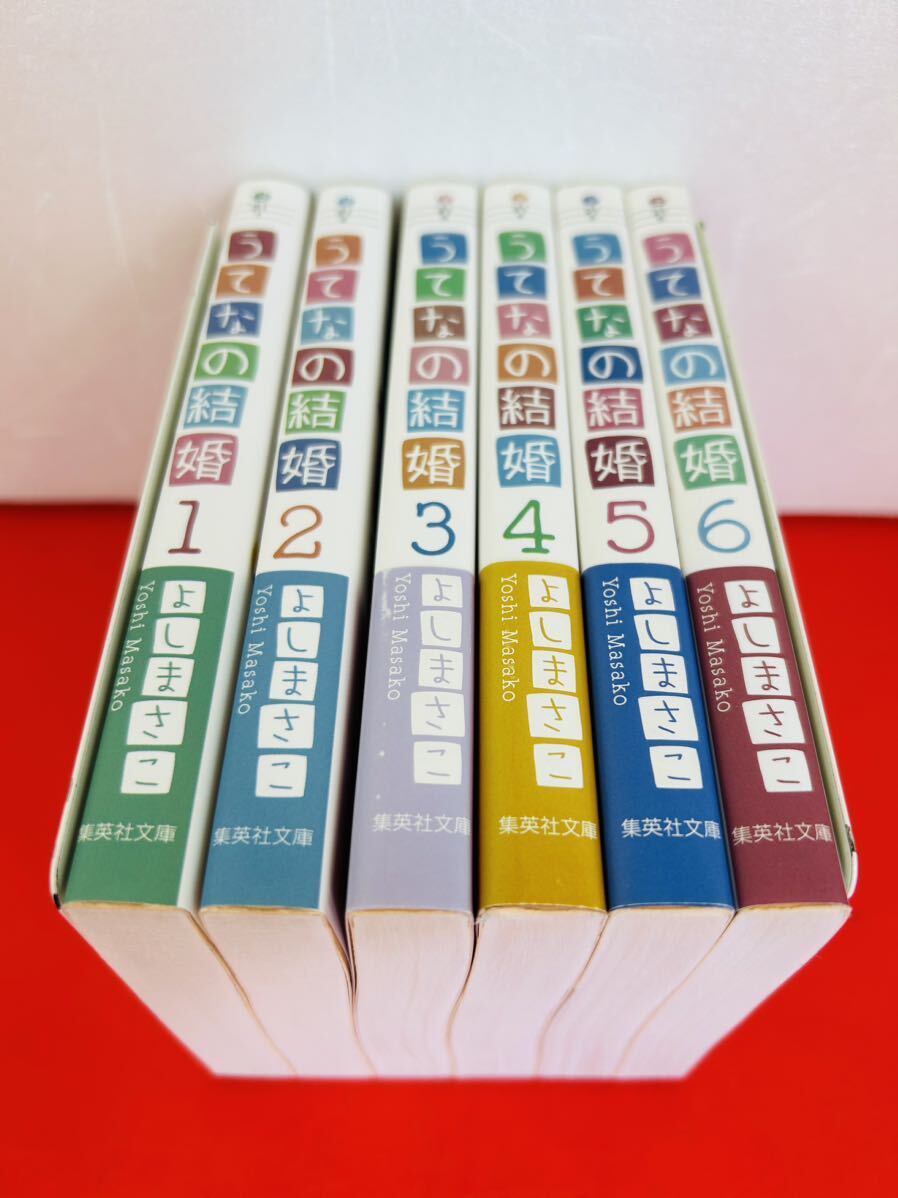 うてなの結婚
1
よしまさこ
Yoshi Masako
集英社文庫
うてなの結婚
2
よしまさこ
Yoshi Masako
集英社文庫
うてなの結婚
3
よしまさこ
Yoshi Masako
集英社文庫
うてなの結婚
4
よしまさこ
Yoshi Masako
集英社文庫
うてなの結婚
5
よしまさこ
Yoshi Masako
集英社文庫
うてなの結婚
6
よしまさこ
Yoshi Masako
集英社文庫